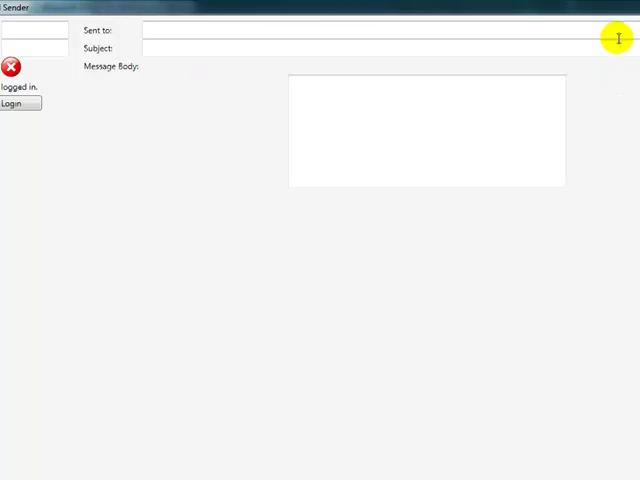 Sender
Sent to:
Subject:
Message Body:
logged in.
Login